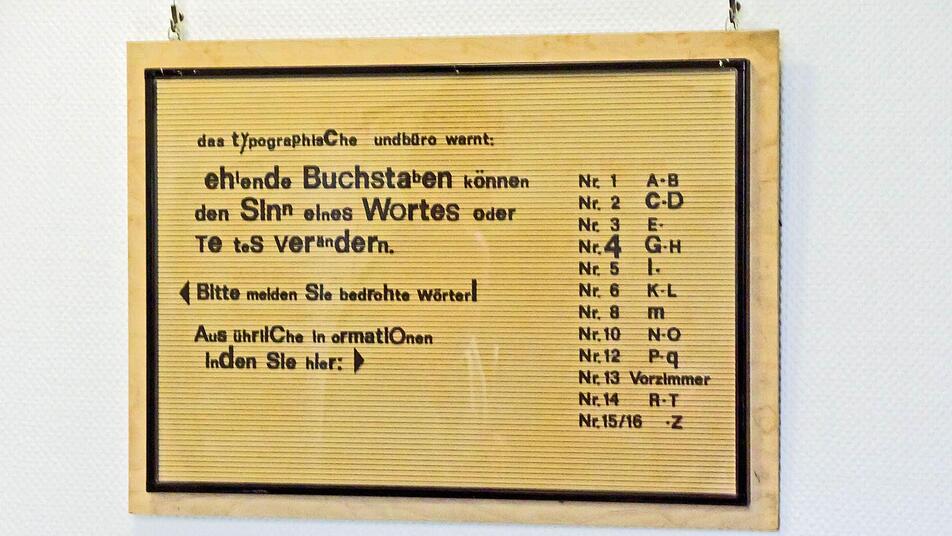 das typographische undbüro warnt:
ehlende Buchstaben können
den Sinn eines Wortes oder
Te tes verändern.
Bitte melden Sie bedrohte Wörter!
Aus ührliche In ormationen
inden Sie hier:
Nr. 1 A-B
Nr. 2 C-D
Nr. 3 E-
Nr. 4 G-H
Nr. 5 I-
Nr. 6 K-L
Nr. 8 m
Nr. 10 N-O
Nr. 12 P-q
Nr. 13 Vorzimmer
Nr. 14 R-T
Nr. 15/16 -Z